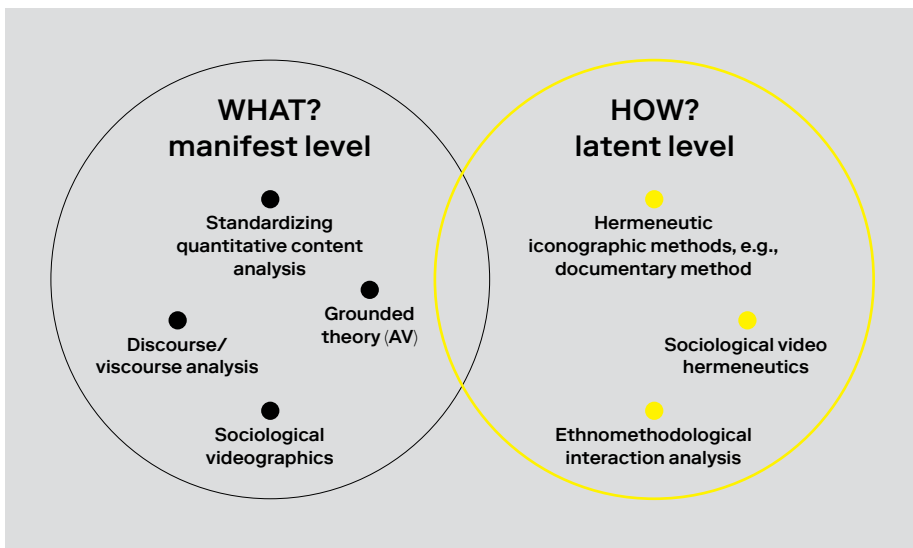 WHAT?
manifest level
Standardizing
quantitative content
analysis
Grounded
theory (AV)
Discourse/
viscourse analysis
Sociological
videographics
HOW?
latent level
Hermeneutic
iconographic methods, e.g.,
documentary method
Sociological video
hermeneutics
Ethnomethodological
interaction analysis